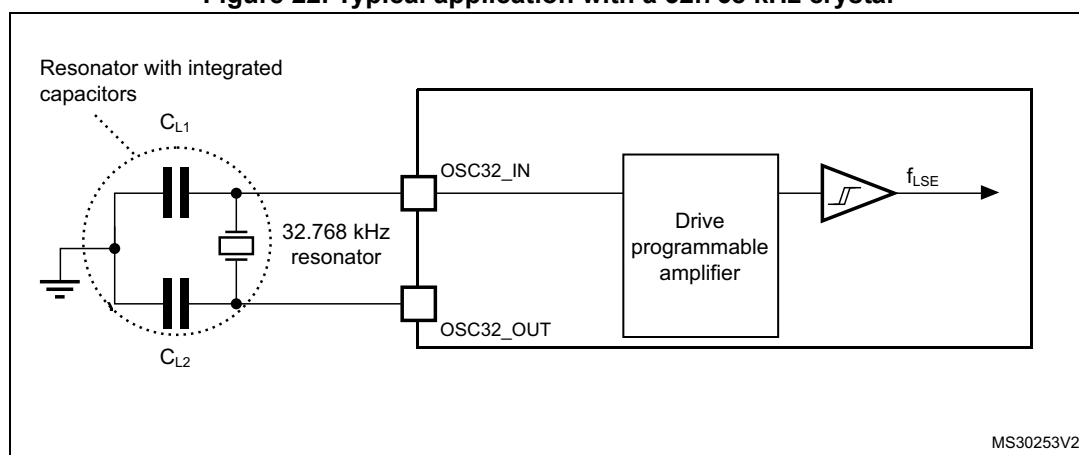 Figure 22. Typical application with a 32.768 kHz crystal
Resonator with integrated
capacitors
CL1
OSC32_IN
fLSE
32.768 kHz
resonator
Drive
programmable
amplifier
OSC32_OUT
CL2
MS30253V2